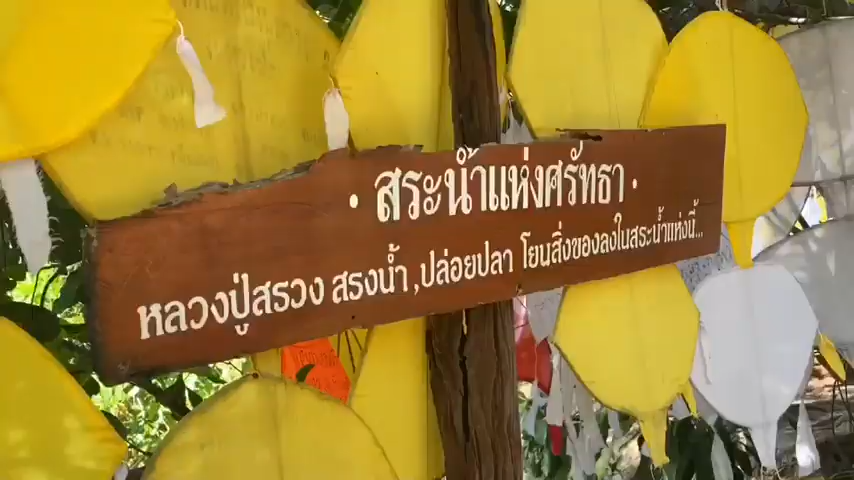 • สระน้ำแห่งศรัทธา •
หลวงปู่สรวง สรงน้ำ,ปล่อยปลา โยนสิ่งของลงในสระน้ำแห่งนี้...